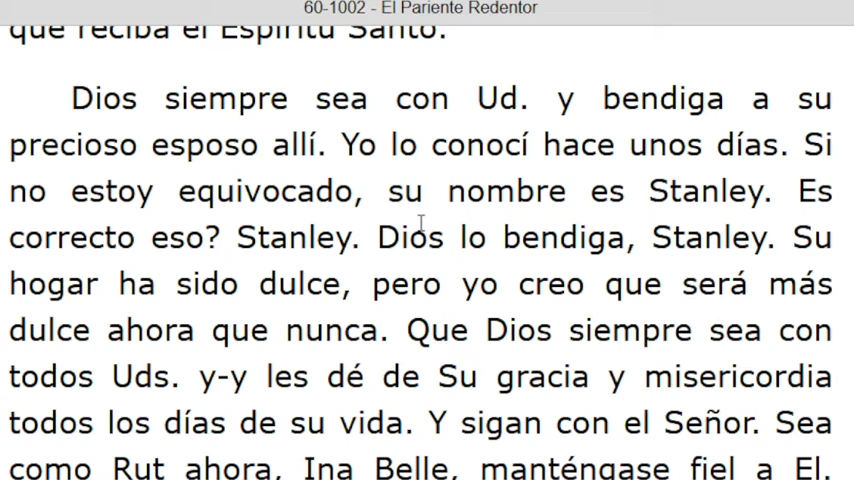 60-1002 - El Pariente Redentor
que reciba el Espíritu Santo.
Dios siempre sea con Ud. y bendiga a su
precioso esposo allí. Yo lo conocí hace unos días. Si
no estoy equivocado, su nombre es Stanley. Es
correcto eso? Stanley. Dios lo bendiga, Stanley. Su
hogar ha sido dulce, pero yo creo que será más
dulce ahora que nunca. Que Dios siempre sea con
todos Uds. y-y les dé de Su gracia y misericordia
todos los días de su vida. Y sigan con el Señor. Sea
como Rut ahora, Ina Belle, manténgase fiel a El.